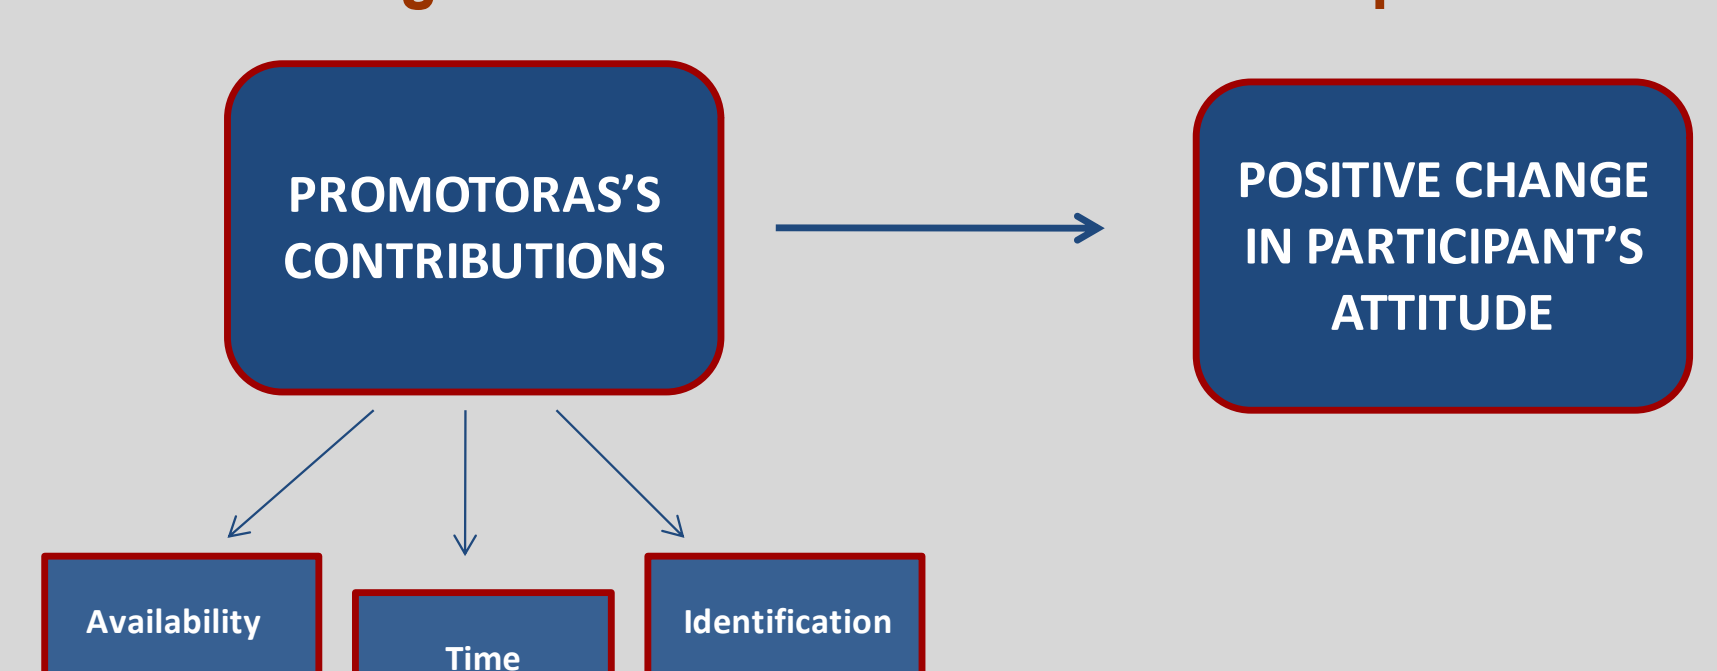 PROMOTORAS’S
CONTRIBUTIONS
POSITIVE CHANGE
IN PARTICIPANT’S
ATTITUDE
Availability
Time
Identification